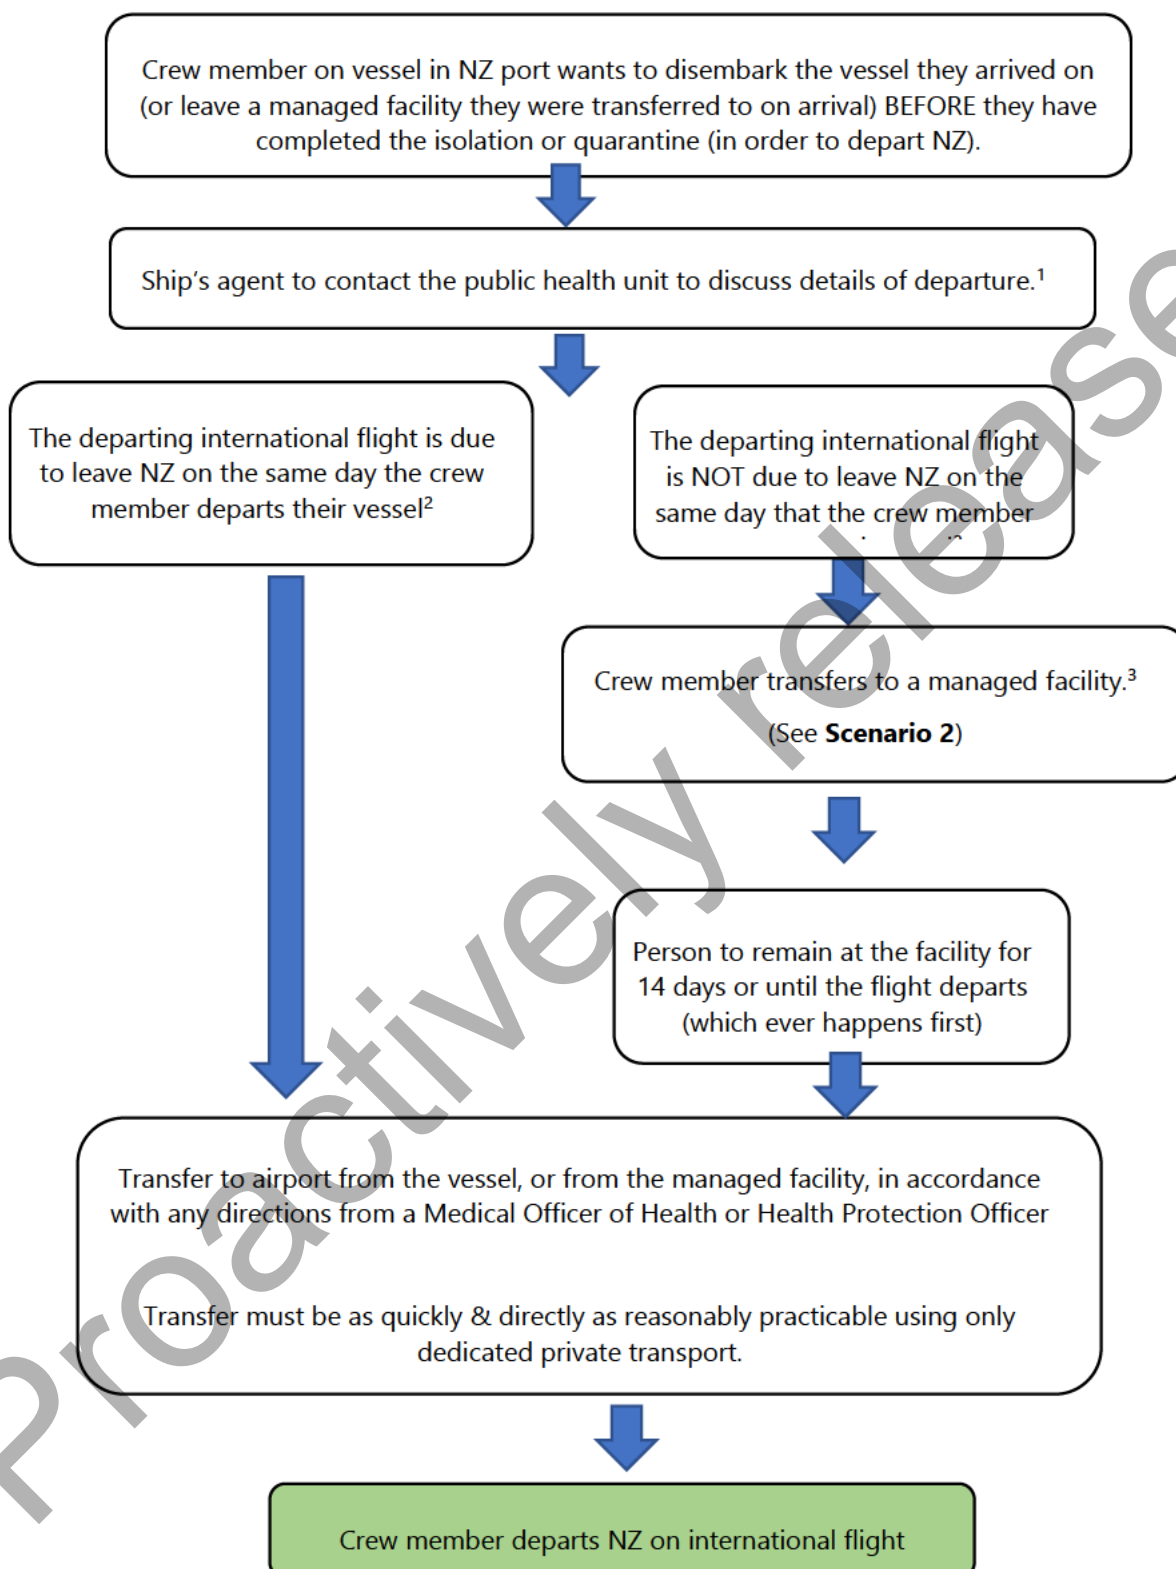 Crew member on vessel in NZ port wants to disembark the vessel they arrived on
(or leave a managed facility they were transferred to on arrival) BEFORE they have
completed the isolation or quarantine (in order to depart NZ).
Ship’s agent to contact the public health unit to discuss details of departure.¹
The departing international flight is due
to leave NZ on the same day the crew
member departs their vessel²
The departing international flight
is NOT due to leave NZ on the
same day that the crew member
Crew member transfers to a managed facility.³
(See Scenario 2)
Person to remain at the facility for
14 days or until the flight departs
(which ever happens first)
Transfer to airport from the vessel, or from the managed facility, in accordance
with any directions from a Medical Officer of Health or Health Protection Officer
Transfer must be as quickly & directly as reasonably practicable using only
dedicated private transport.
Crew member departs NZ on international flight
Proactively release